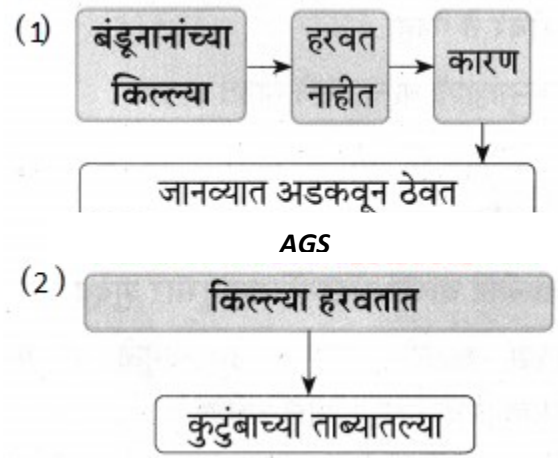 (1)
बंडूनानांच्या
किल्ल्या
हरवत
नाहीत
कारण
जानव्यात अडकवून ठेवत
AGS
(2)
किल्ल्या हरवतात
कुटुंबाच्या ताब्यातल्या